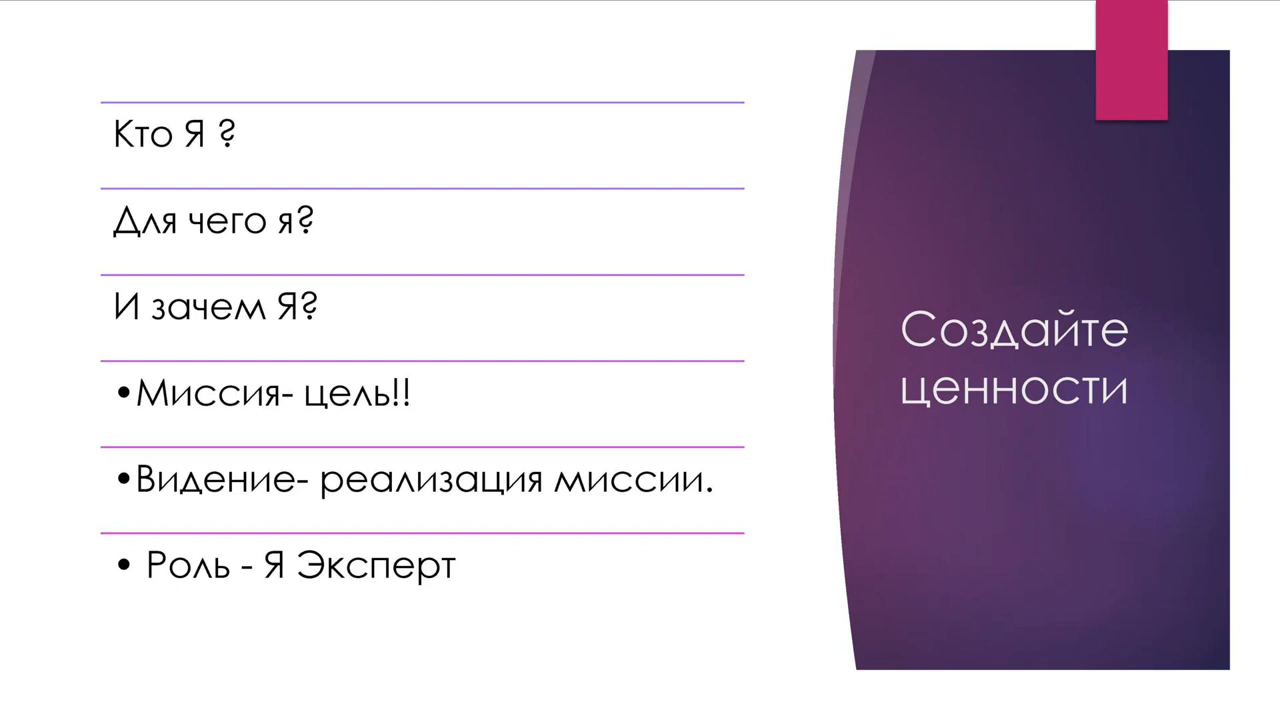 Кто Я ?
Для чего я?
И зачем Я?
•Миссия- цель!!
•Видение- реализация миссии.
• Роль - Я Эксперт
Создайте
ценности